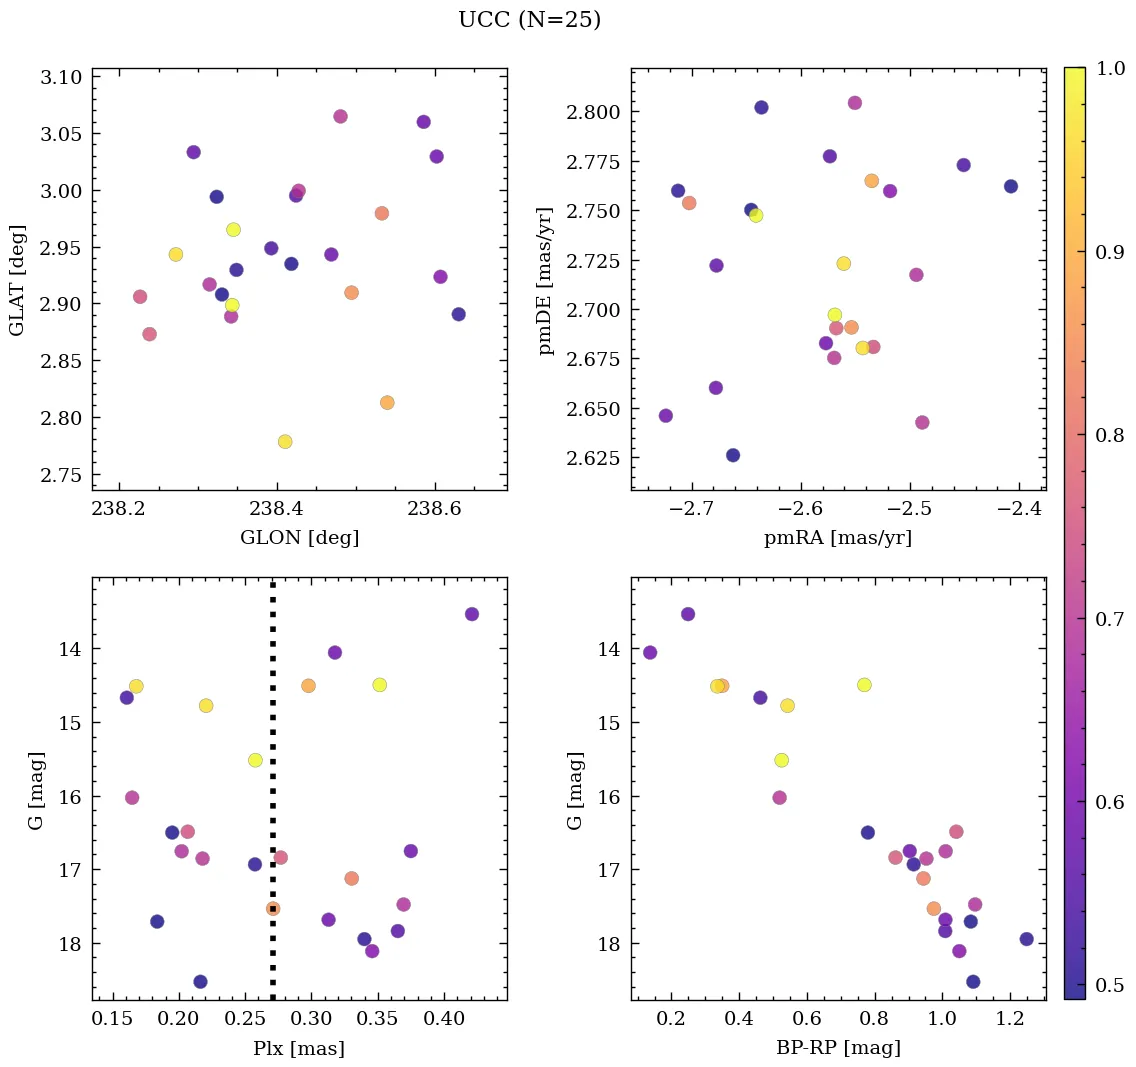 UCC (N=25)
3.10
3.05
3.00
2.95
2.90
2.85
2.80
2.75
GLAT [deg]
238.2 238.4 238.6
GLON [deg]
2.800
2.775
2.750
2.725
2.700
2.675
2.650
2.625
pmDE [mas/yr]
−2.7 −2.6 −2.5 −2.4
pmRA [mas/yr]
14
15
16
17
18
G [mag]
0.15 0.20 0.25 0.30 0.35 0.40
Plx [mas]
14
15
16
17
18
G [mag]
0.2 0.4 0.6 0.8 1.0 1.2
BP-RP [mag]
1.0
0.9
0.8
0.7
0.6
0.5